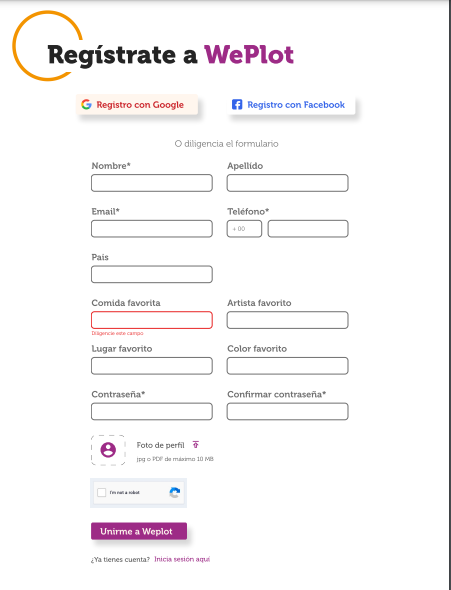 Regístrate a WePlot
Registro con Google
Registro con Facebook
O diligencia el formulario
Nombre*
Apellído
Email*
Teléfono*
+ 00
País
Comida favorita
Artista favorito
Diligencie este campo
Lugar favorito
Color favorito
Contraseña*
Confirmar contraseña*
Foto de perfil
jpg o PDF de máximo 10 MB
I'm not a robot
Unirme a Weplot
¿Ya tienes cuenta? Inicia sesión aquí